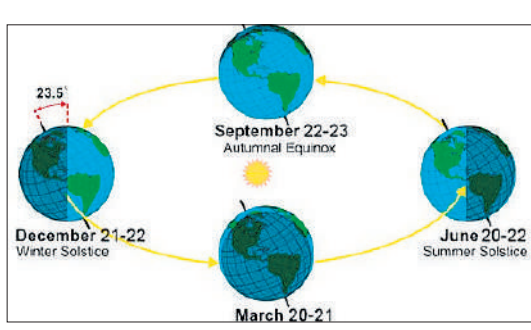 23.5°
September 22-23
Autumnal Equinox
December 21-22
Winter Solstice
June 20-22
Summer Solstice
March 20-21